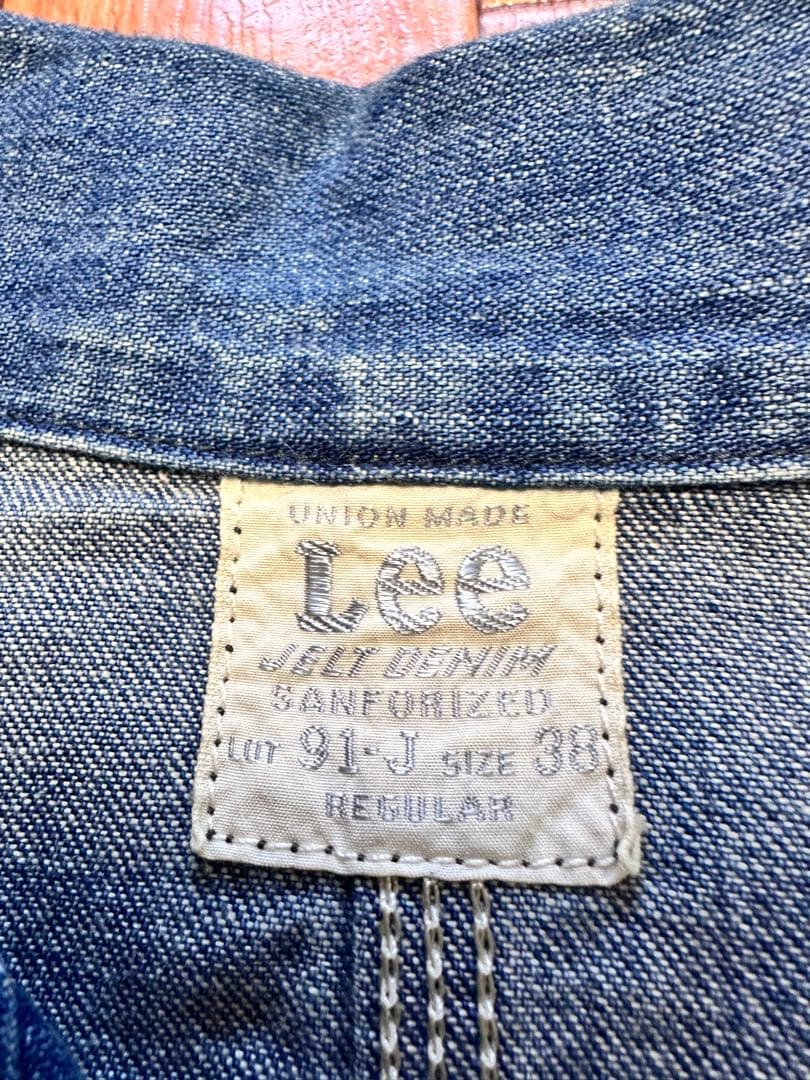 UNION MADE
Lee
JELT DENIM
SANFORIZED
LOT 91-J SIZE 38
REGULAR